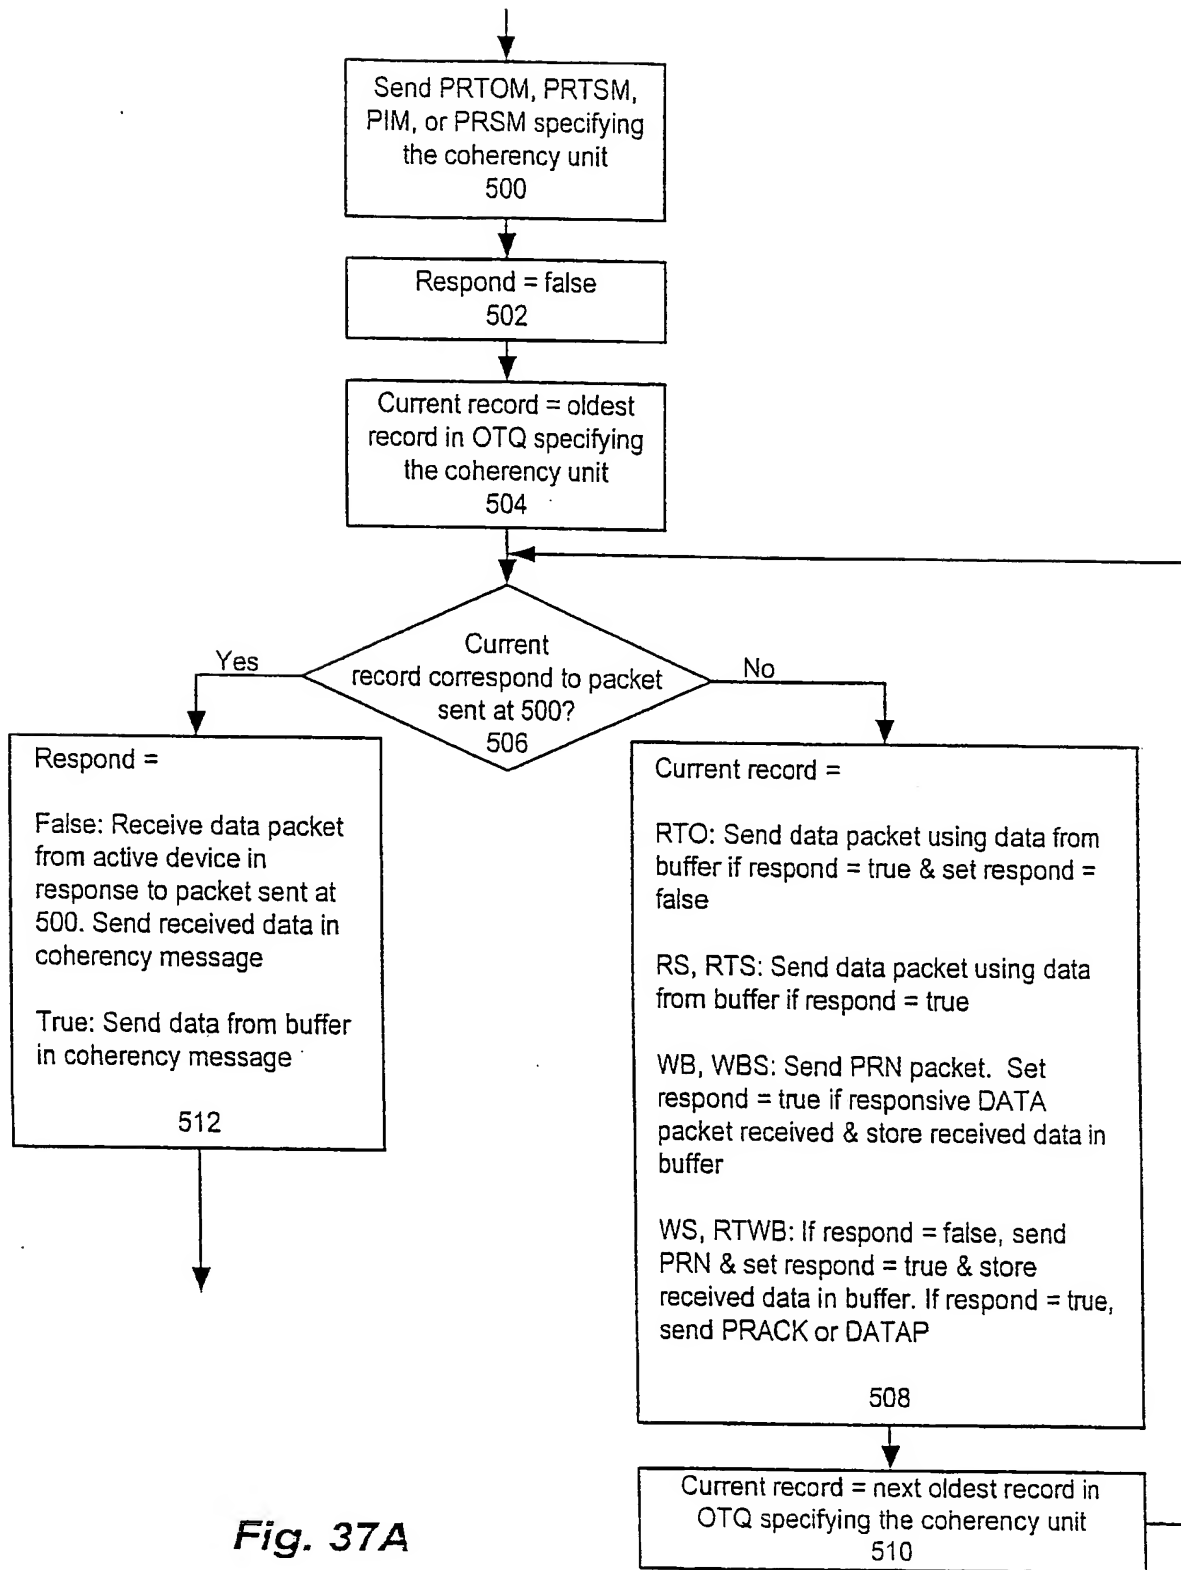 Send PRTOM, PRTSM,
PIM, or PRSM specifying
the coherency unit
500
Respond = false
502
Current record = oldest
record in OTQ specifying
the coherency unit
504
Current
record correspond to packet
sent at 500?
506
Yes
No
Respond =
False: Receive data packet
from active device in
response to packet sent at
500. Send received data in
coherency message
True: Send data from buffer
in coherency message
512
Current record =
RTO: Send data packet using data from
buffer if respond = true & set respond =
false
RS, RTS: Send data packet using data
from buffer if respond = true
WB, WBS: Send PRN packet. Set
respond = true if responsive DATA
packet received & store received data in
buffer
WS, RTWB: If respond = false, send
PRN & set respond = true & store
received data in buffer. If respond = true,
send PRACK or DATAP
508
Current record = next oldest record in
OTQ specifying the coherency unit
510
Fig. 37A